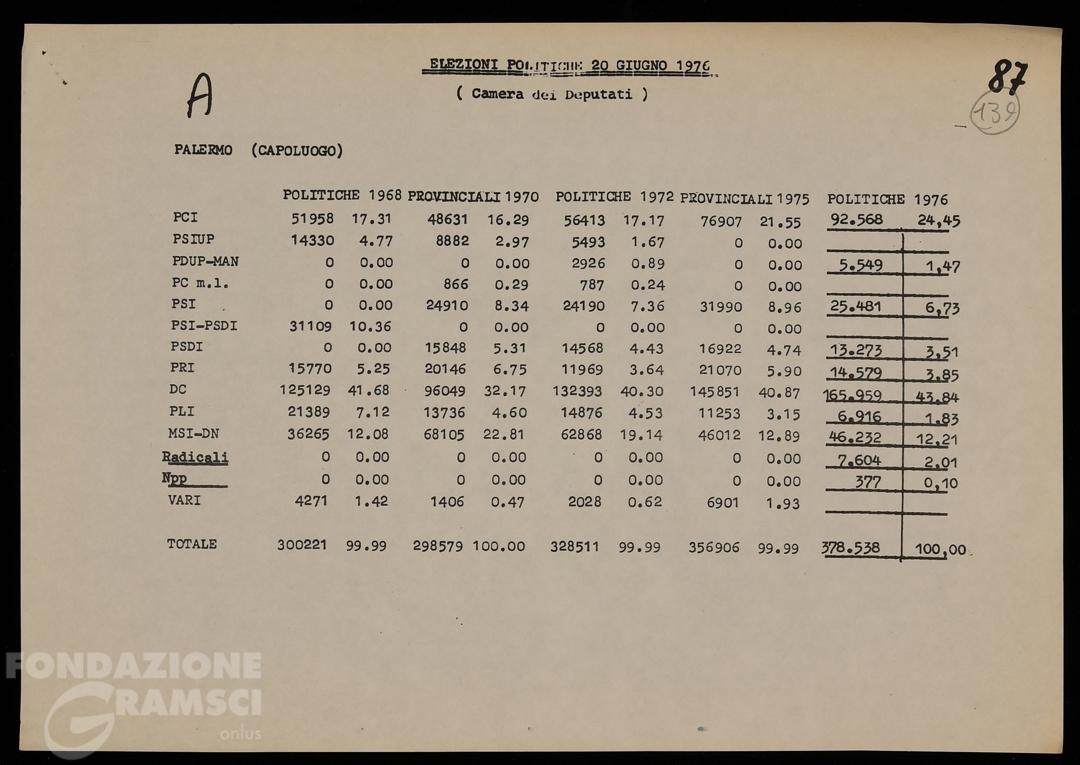 ELEZIONI POLITICHE 20 GIUGNO 1976
( Camera dei Deputati )
A
87
139
PALERMO (CAPOLUOGO)
POLITICHE 1968 PROVINCIALI 1970 POLITICHE 1972 PROVINCIALI 1975 POLITICHE 1976
PCI 51958 17.31 48631 16.29 56413 17.17 76907 21.55 92.568 24,45
PSIUP 14330 4.77 8882 2.97 5493 1.67 0 0.00
PDUP-MAN 0 0.00 0 0.00 2926 0.89 0 0.00 5.549 1,47
PC m.l. 0 0.00 866 0.29 787 0.24 0 0.00
PSI 0 0.00 24910 8.34 24190 7.36 31990 8.96 25.481 6,73
PSI-PSDI 31109 10.36 0 0.00 0 0.00 0 0.00
PSDI 0 0.00 15848 5.31 14568 4.43 16922 4.74 13.273 3,51
PRI 15770 5.25 20146 6.75 11969 3.64 21070 5.90 14.579 3.85
DC 125129 41.68 96049 32.17 132393 40.30 145851 40.87 165.959 43.84
PLI 21389 7.12 13736 4.60 14876 4.53 11253 3.15 6.916 1.83
MSI-DN 36265 12.08 68105 22.81 62868 19.14 46012 12.89 46.232 12,21
Radicali 0 0.00 0 0.00 0 0.00 0 0.00 7.604 2.01
Npp 0 0.00 0 0.00 0 0.00 0 0.00 377 0,10
VARI 4271 1.42 1406 0.47 2028 0.62 6901 1.93
TOTALE 300221 99.99 298579 100.00 328511 99.99 356906 99.99 378.538 100,00
FONDAZIONE
GRAMSCI
onlus